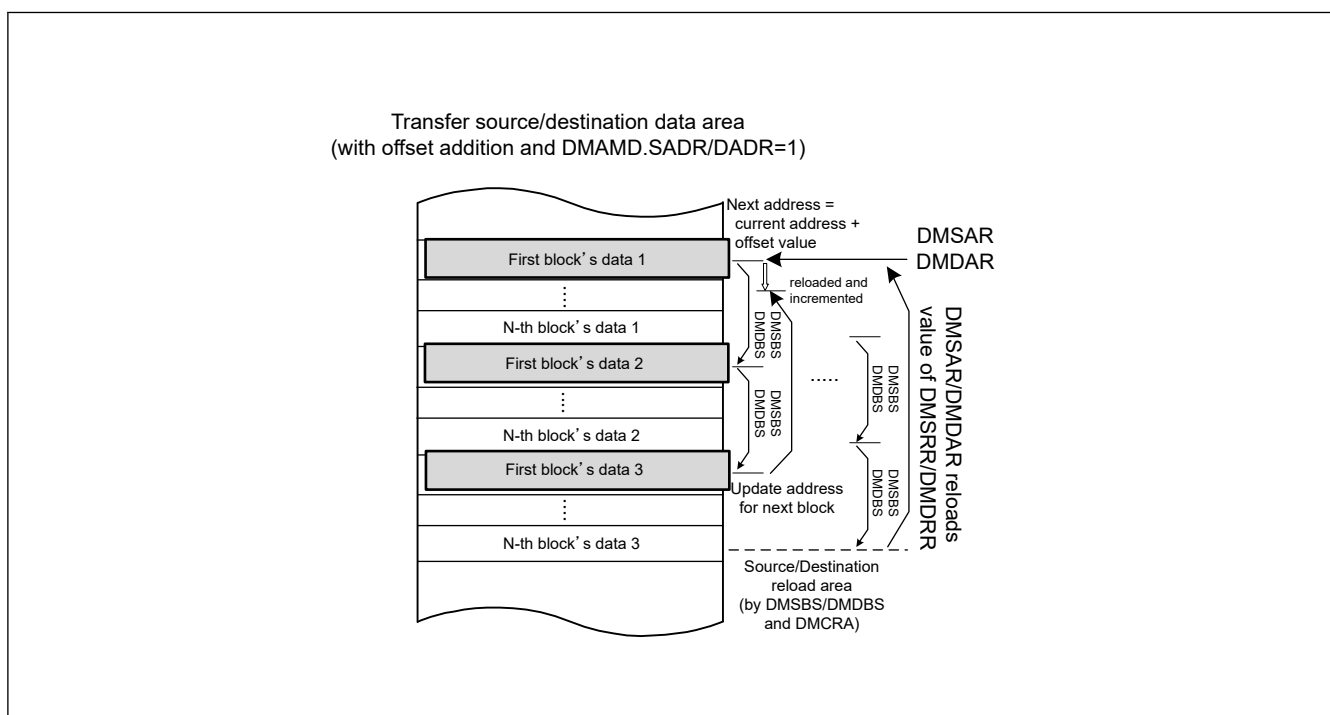 Transfer source/destination data area
(with offset addition and DMAMD.SADR/DADR=1)
Next address =
current address +
offset value
DMSAR
DMDAR
First block’s data 1
reloaded and
incremented
N-th block’s data 1
DMSBS
DMDBS
First block’s data 2
.....
DMSBS
DMDBS
DMSAR/DMDAR reloads
value of DMSRR/DMDRR
N-th block’s data 2
DMSBS
DMDBS
First block’s data 3
Update address
for next block
DMSBS
DMDBS
N-th block’s data 3
Source/Destination
reload area
(by DMSBS/DMDBS
and DMCRA)